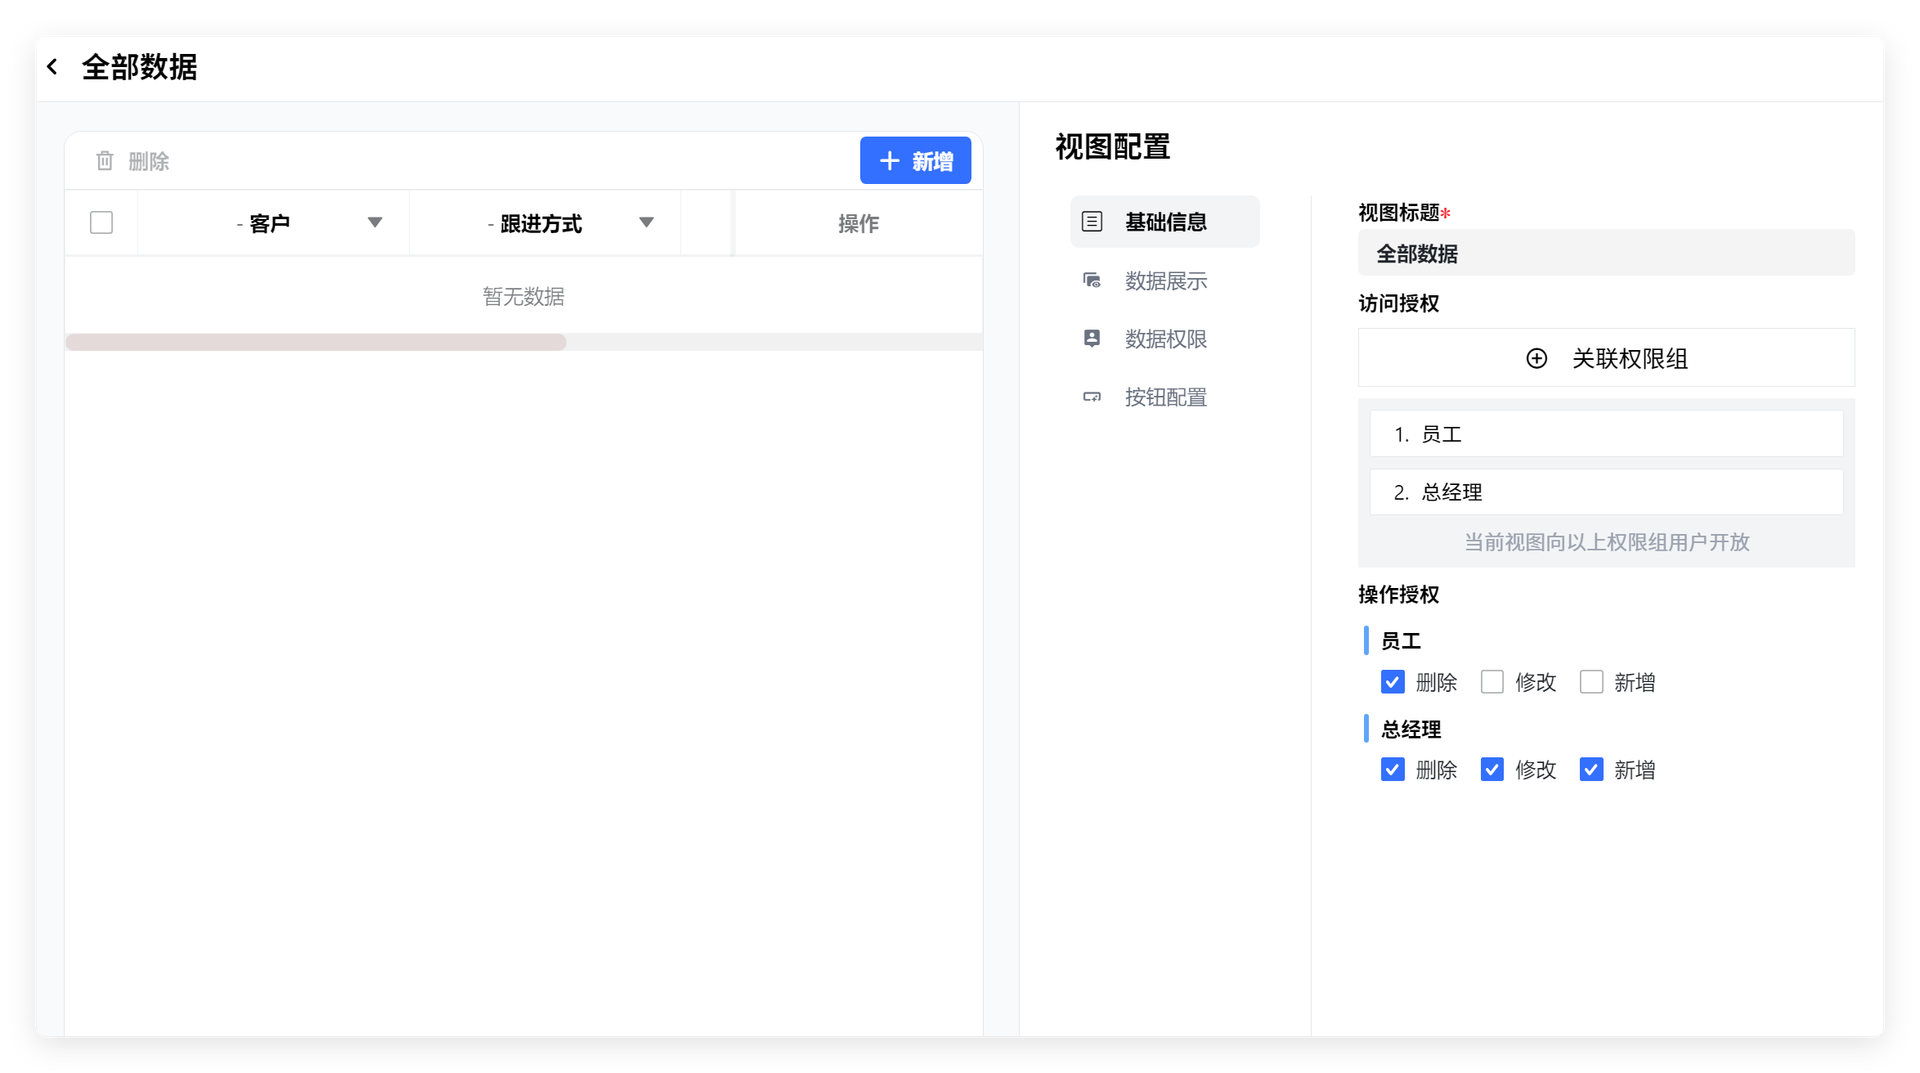 全部数据
删除
新增
- 客户
- 跟进方式
操作
暂无数据
视图配置
基础信息
数据展示
数据权限
按钮配置
视图标题*
全部数据
访问授权
关联权限组
1. 员工
2. 总经理
当前视图向以上权限组用户开放
操作授权
员工
删除 修改 新增
总经理
删除 修改 新增